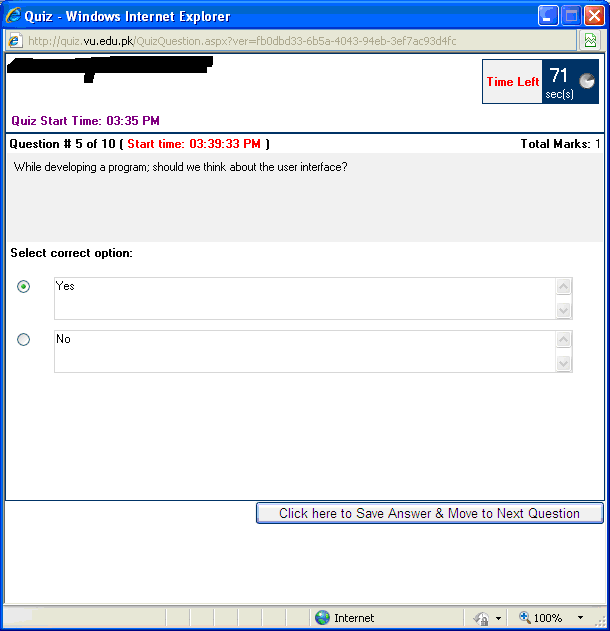 Quiz - Windows Internet Explorer
http://quiz.vu.edu.pk/QuizQuestion.aspx?ver=fb0dbd33-6b5a-4043-94eb-3ef7ac93d4fc
Time Left 71 sec(s)
Quiz Start Time: 03:35 PM
Question # 5 of 10 ( Start time: 03:39:33 PM ) Total Marks: 1
While developing a program; should we think about the user interface?
Select correct option:
Yes
No
Click here to Save Answer & Move to Next Question
Internet 100%